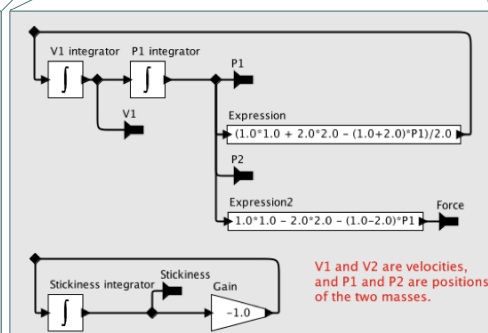 V1 integrator
P1 integrator
∫
∫
P1
V1
Expression
(1.0*1.0 + 2.0*2.0 - (1.0+2.0)*P1)/2.0
P2
Expression2
1.0*1.0 - 2.0*2.0 - (1.0-2.0)*P1
Force
Stickiness
Stickiness integrator
Gain
∫
-1.0
V1 and V2 are velocities,
and P1 and P2 are positions
of the two masses.